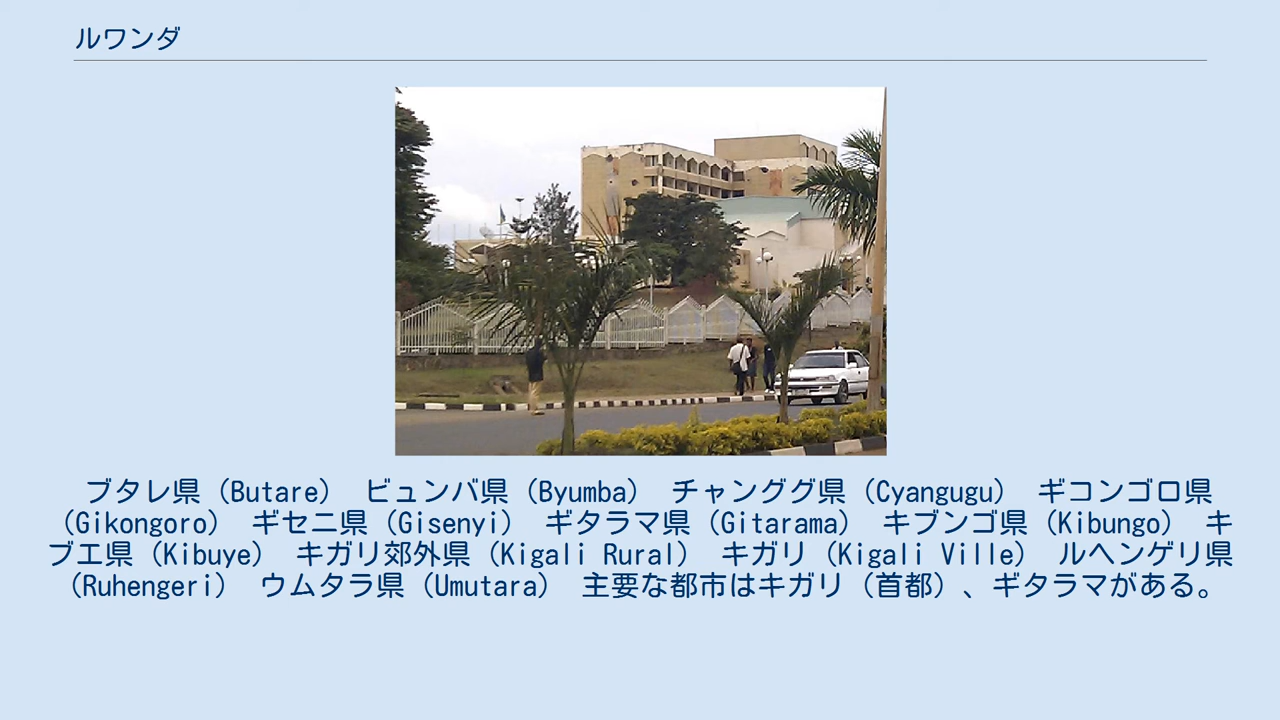 ルワンダ
ブタレ県（Butare） ビュンバ県（Byumba） チャンググ県（Cyangugu） ギコンゴロ県
（Gikongoro） ギセニ県（Gisenyi） ギタラマ県（Gitarama） キブンゴ県（Kibungo） キ
ブエ県（Kibuye） キガリ郊外県（Kigali Rural） キガリ（Kigali Ville） ルヘンゲリ県
（Ruhengeri） ウムタラ県（Umutara） 主要な都市はキガリ（首都）、ギタラマがある。